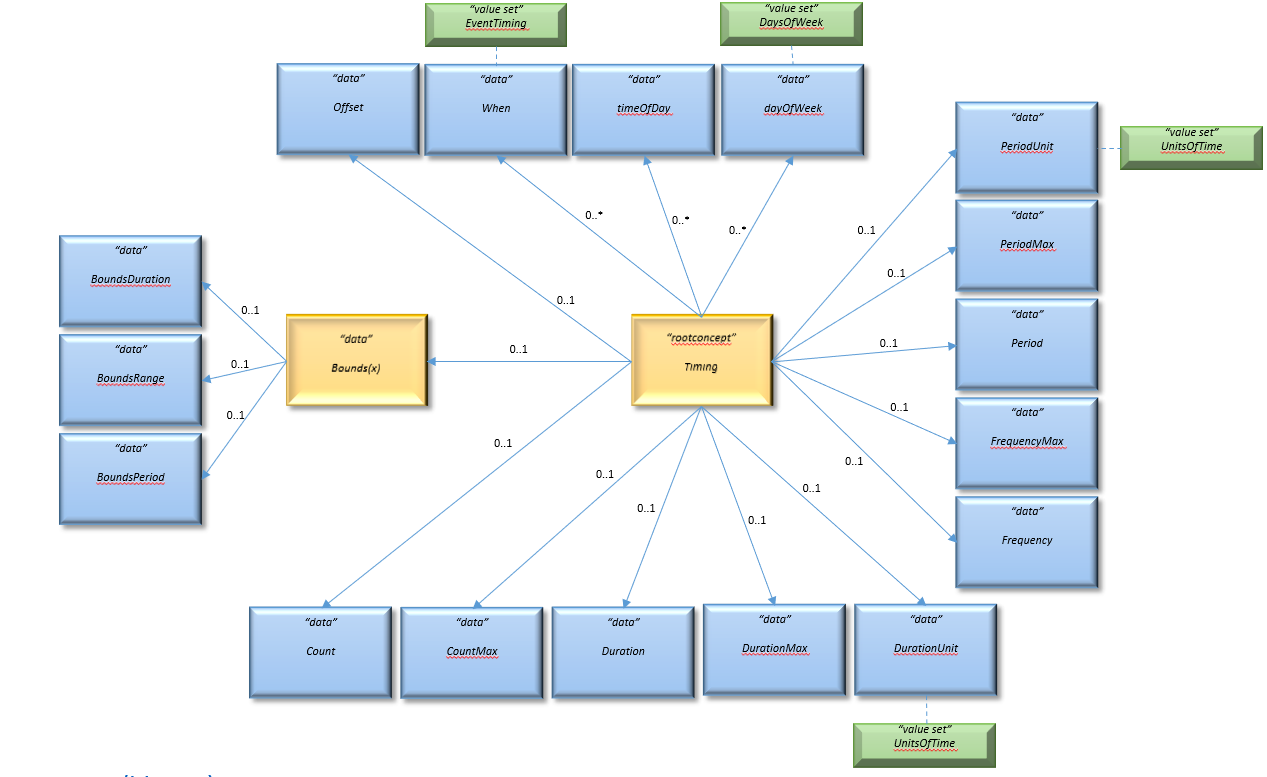 “value set”
EventTiming
“value set”
DaysOfWeek
“data”
Offset
“data”
When
“data”
timeOfDay
“data”
dayOfWeek
“data”
PeriodUnit
“value set”
UnitsOfTime
“data”
PeriodMax
“data”
Period
“data”
FrequencyMax
“data”
Frequency
0..*
0..*
0..*
0..1
0..1
0..1
0..1
0..1
0..1
“data”
BoundsDuration
“data”
BoundsRange
“data”
BoundsPeriod
0..1
0..1
0..1
“data”
Bounds(x)
0..1
“rootconcept”
Timing
0..1
0..1
0..1
0..1
0..1
“data”
Count
“data”
CountMax
“data”
Duration
“data”
DurationMax
“data”
DurationUnit
“value set”
UnitsOfTime